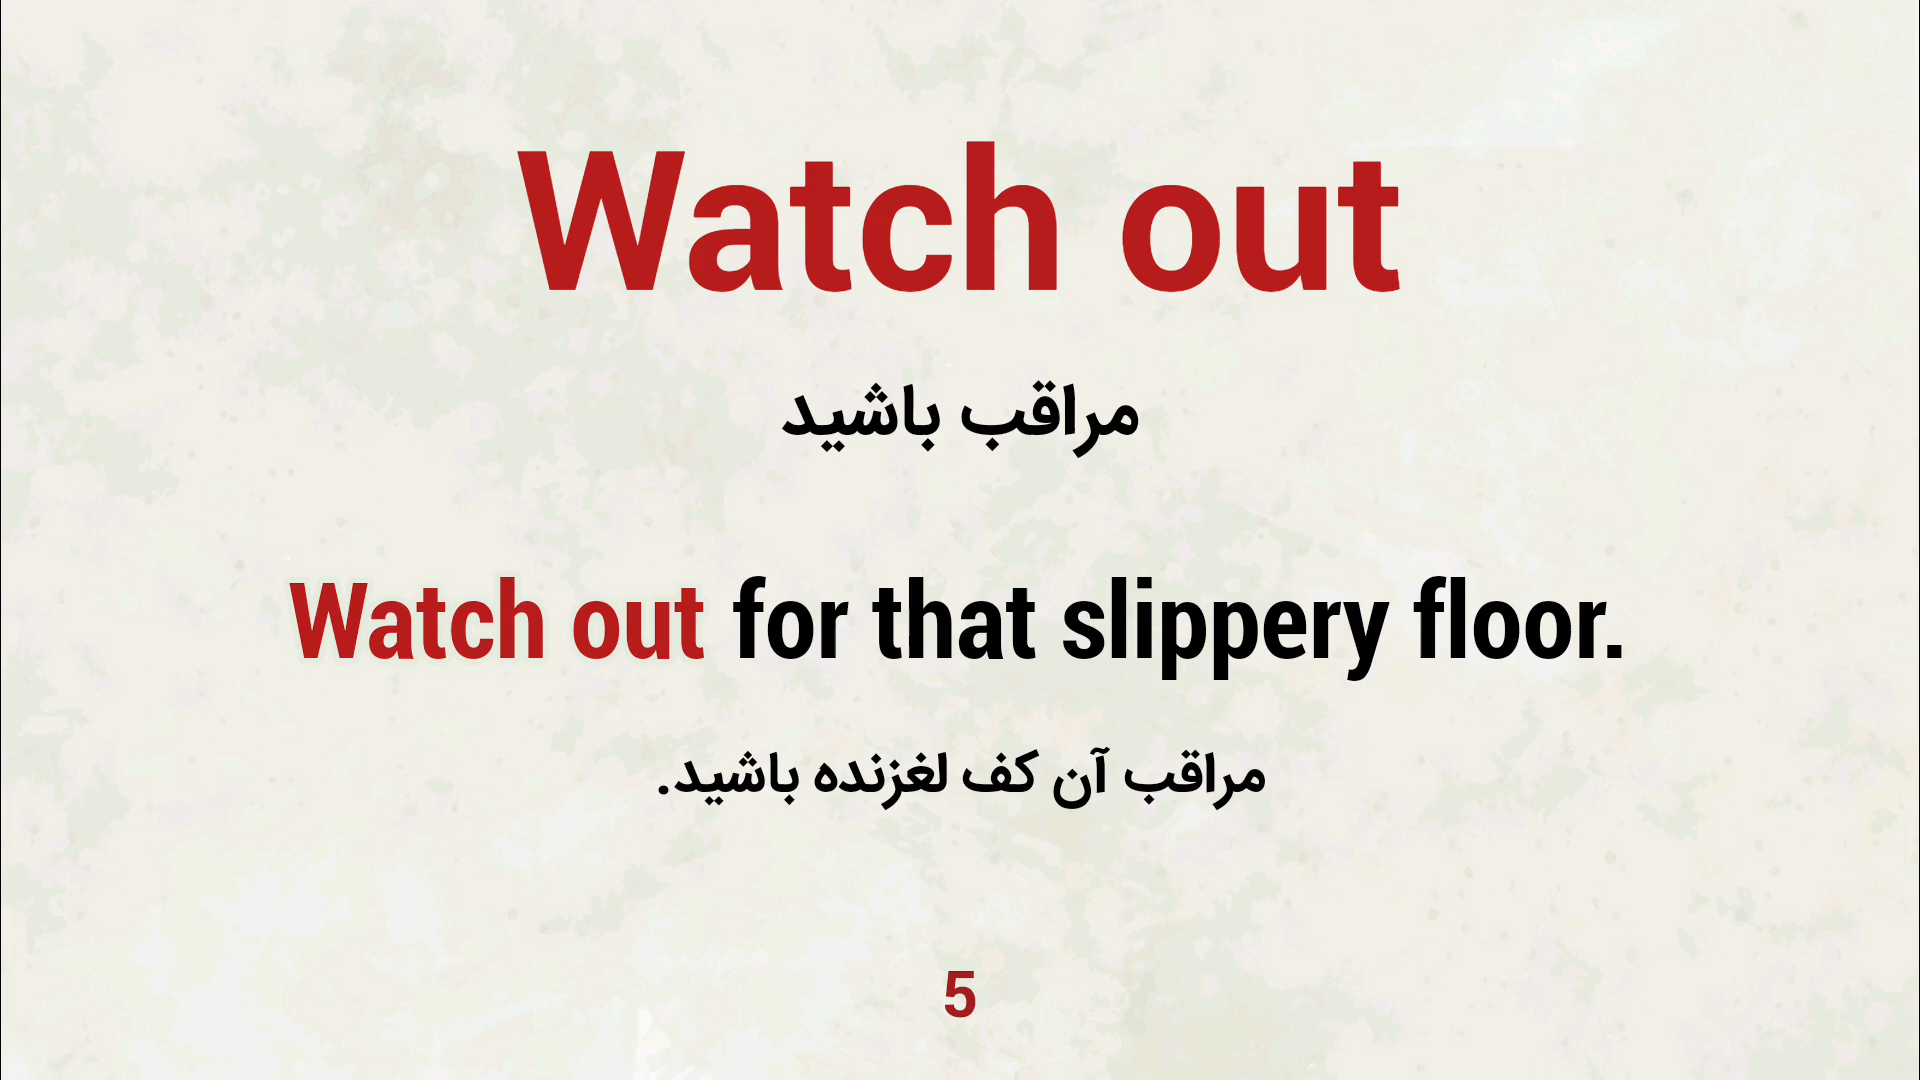 Watch out
مراقب باشید
Watch out for that slippery floor.
مراقب آن کف لغزنده باشید.
5